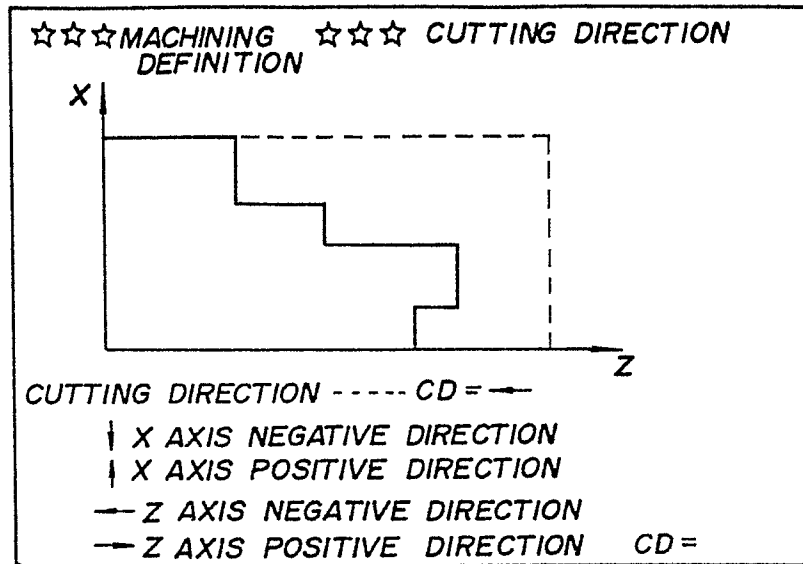 ☆☆☆ MACHINING DEFINITION ☆☆☆ CUTTING DIRECTION
X
Z
CUTTING DIRECTION ----- CD = ←
↓ X AXIS NEGATIVE DIRECTION
↑ X AXIS POSITIVE DIRECTION
← Z AXIS NEGATIVE DIRECTION
→ Z AXIS POSITIVE DIRECTION CD =